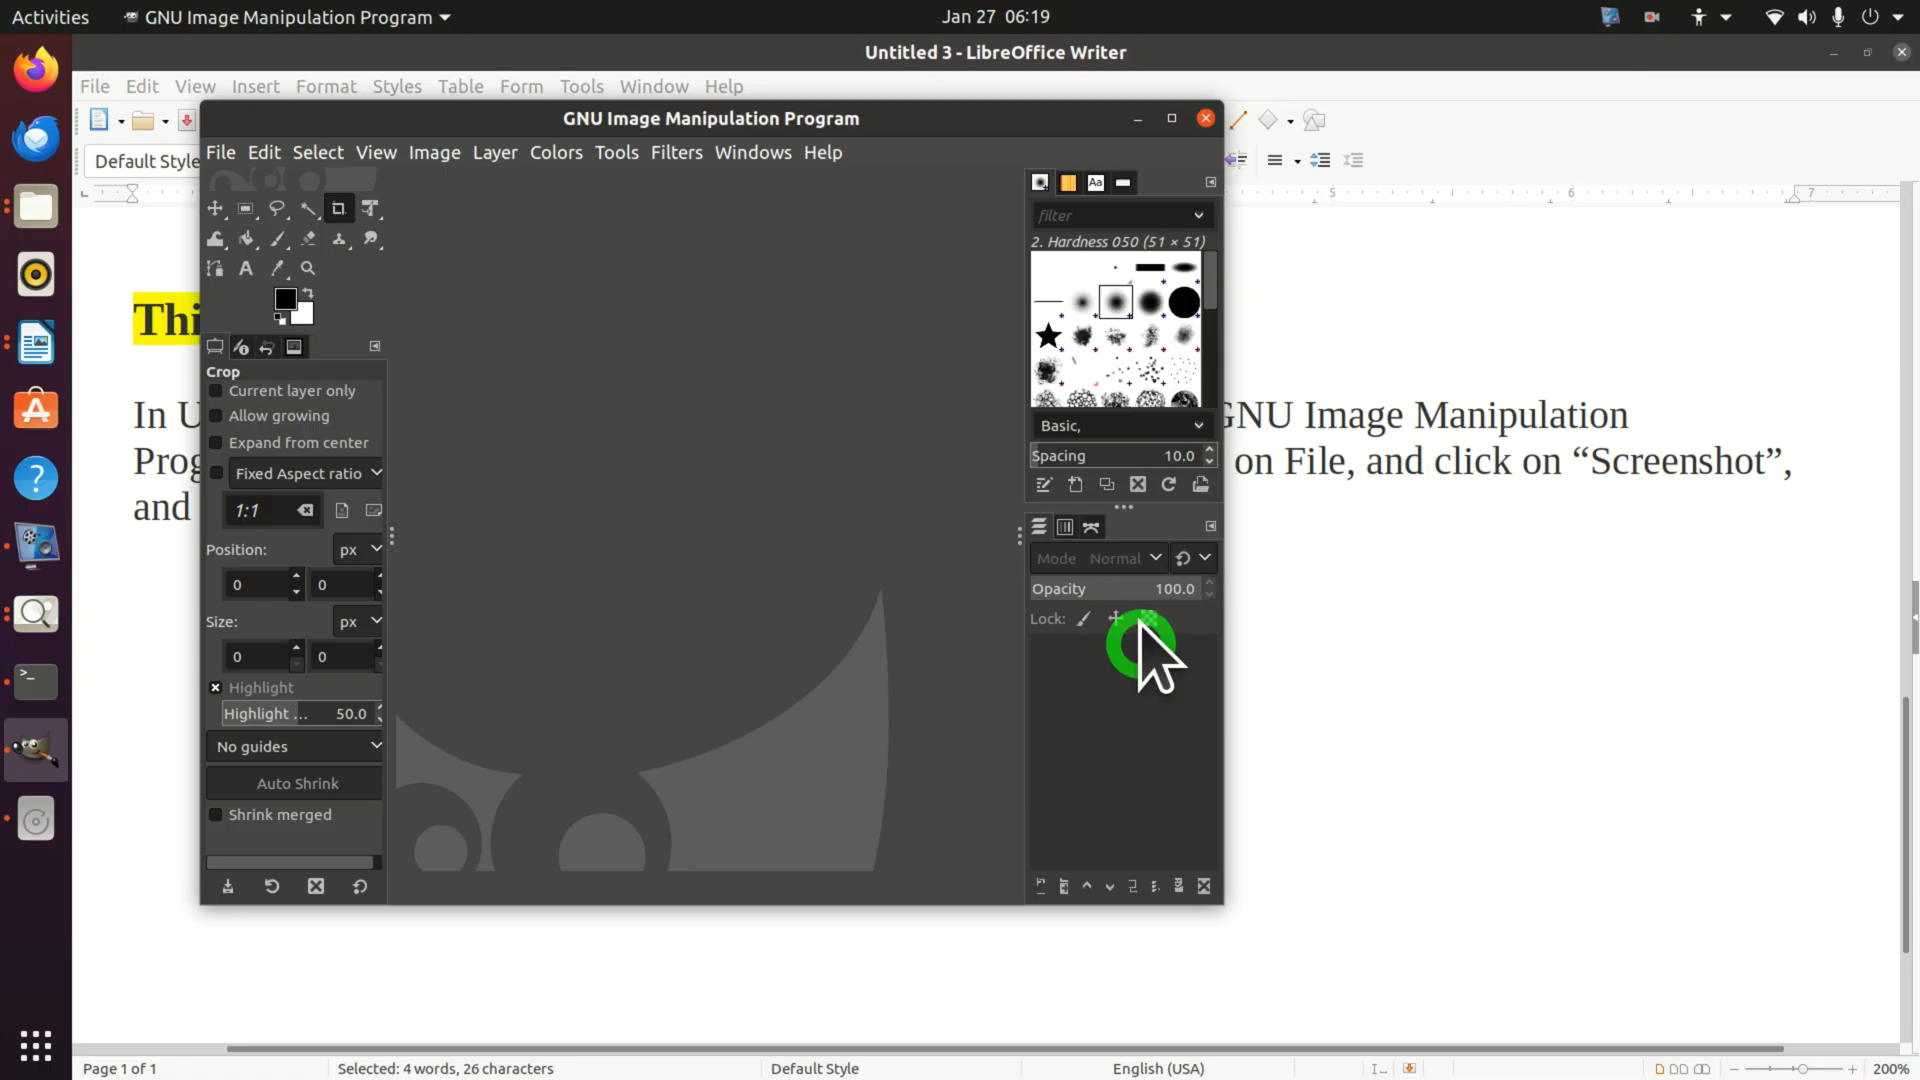 Activities
GNU Image Manipulation Program
Jan 27 06:19
Untitled 3 - LibreOffice Writer
File Edit View Insert Format Styles Table Form Tools Window Help
GNU Image Manipulation Program
Default Style
File Edit Select View Image Layer Colors Tools Filters Windows Help
5 6 7
filter
2. Hardness 050 (51 × 51)
Thi
Crop
Current layer only
Allow growing
Expand from center
Fixed Aspect ratio
1:1
Position:
px
0 0
Size:
px
0 0
Highlight
Highlight ... 50.0
No guides
Auto Shrink
Shrink merged
Basic,
Spacing 10.0
Mode Normal
Opacity 100.0
Lock:
In U
GNU Image Manipulation
Prog
on File, and click on “Screenshot”,
and
Page 1 of 1
Selected: 4 words, 26 characters
Default Style
English (USA)
200%